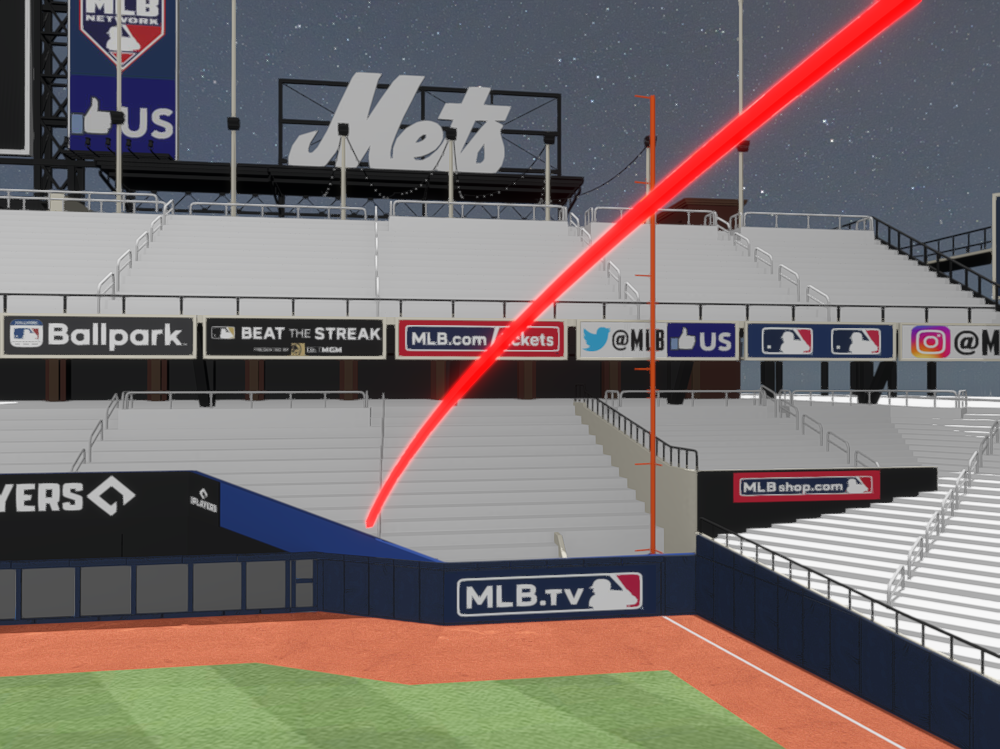 MLB
NETWORK
US
Mets
Ballpark
BEAT THE STREAK
PRESENTED BY MGM
MLB.com
ckets
@MLB
US
@M
YERS
PLAYERS
MLBshop.com
MLB.TV